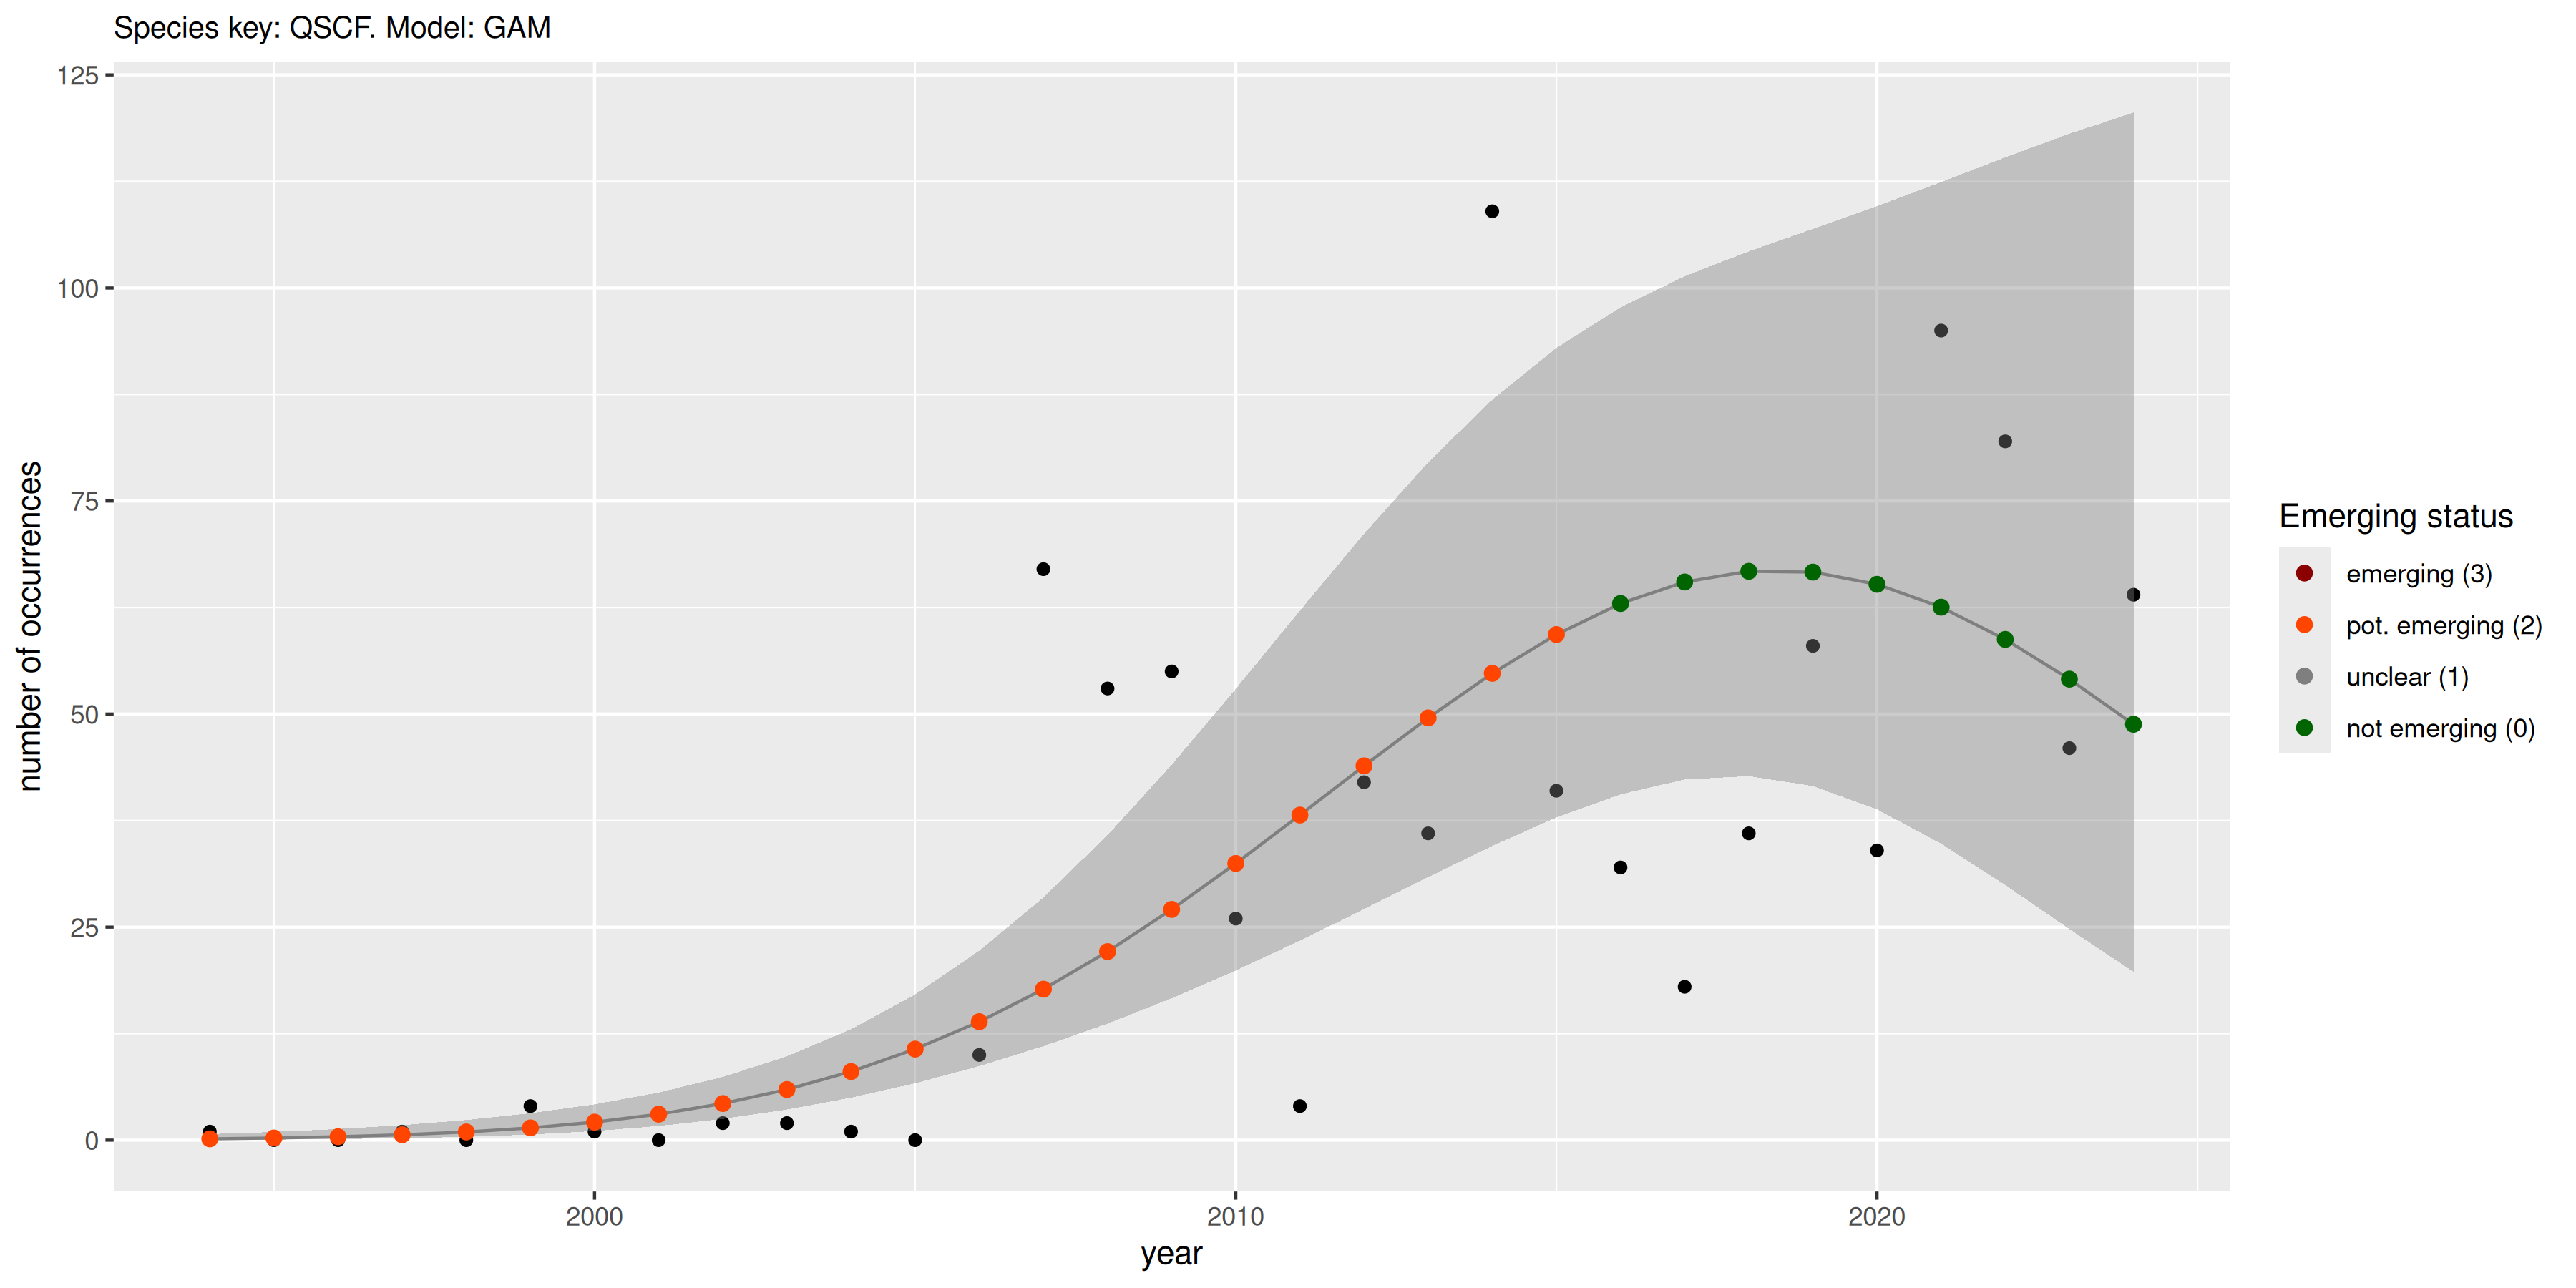 Species key: QSCF. Model: GAM
125
100
75
50
25
0
number of occurrences
2000
2010
2020
year
Emerging status
emerging (3)
pot. emerging (2)
unclear (1)
not emerging (0)